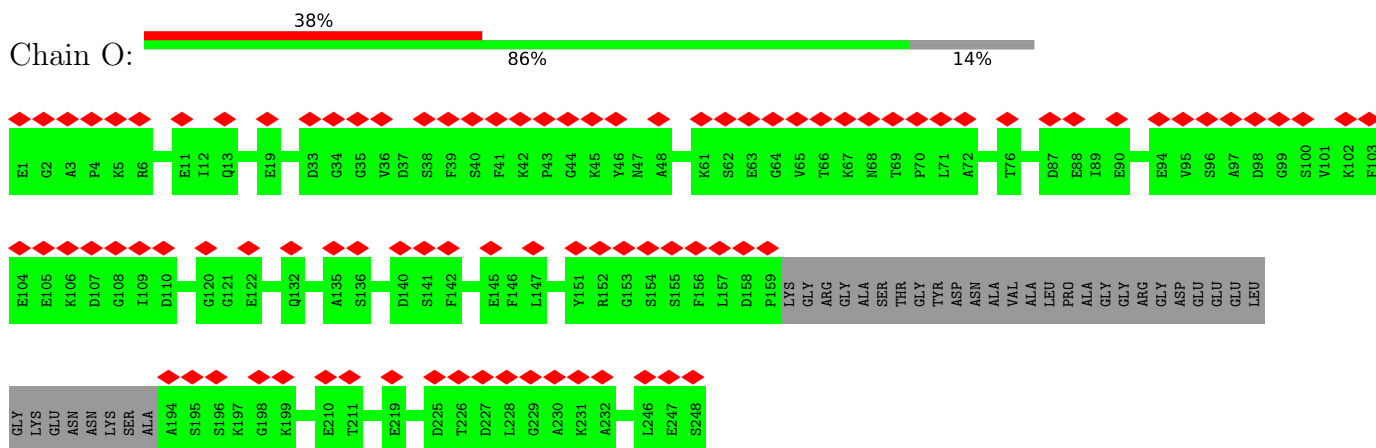 38%
Chain O:
86% 14%
E1 G2 A3 P4 K5 R6 E11 I12 Q13 E19 D33 G34 G35 V36 D37 S38 F39 S40 F41 K42 P43 G44 K45 Y46 N47 A48 K61 S62 E63 G64 V65 T66 K67 N68 T69 P70 L71 A72 T76 D87 E88 I89 E90 E94 V95 S96 A97 D98 G99 S100 V101 K102 F103
E104 E105 K106 D107 G108 I109 D110 G120 G121 E122 Q132 A135 S136 D140 S141 F142 E145 F146 L147 Y151 R152 G153 S154 S155 F156 L157 D158 P159 LYS GLY ARG GLY ALA SER THR GLY TYR ASP ASN ALA VAL ALA LEU PRO ALA GLY GLY ARG GLY ASP GLU GLU GLU LEU
GLY LYS GLU ASN ASN LYS SER ALA A194 S195 S196 K197 G198 K199 E210 T211 E219 D225 T226 D227 L228 G229 A230 K231 A232 L246 E247 S248